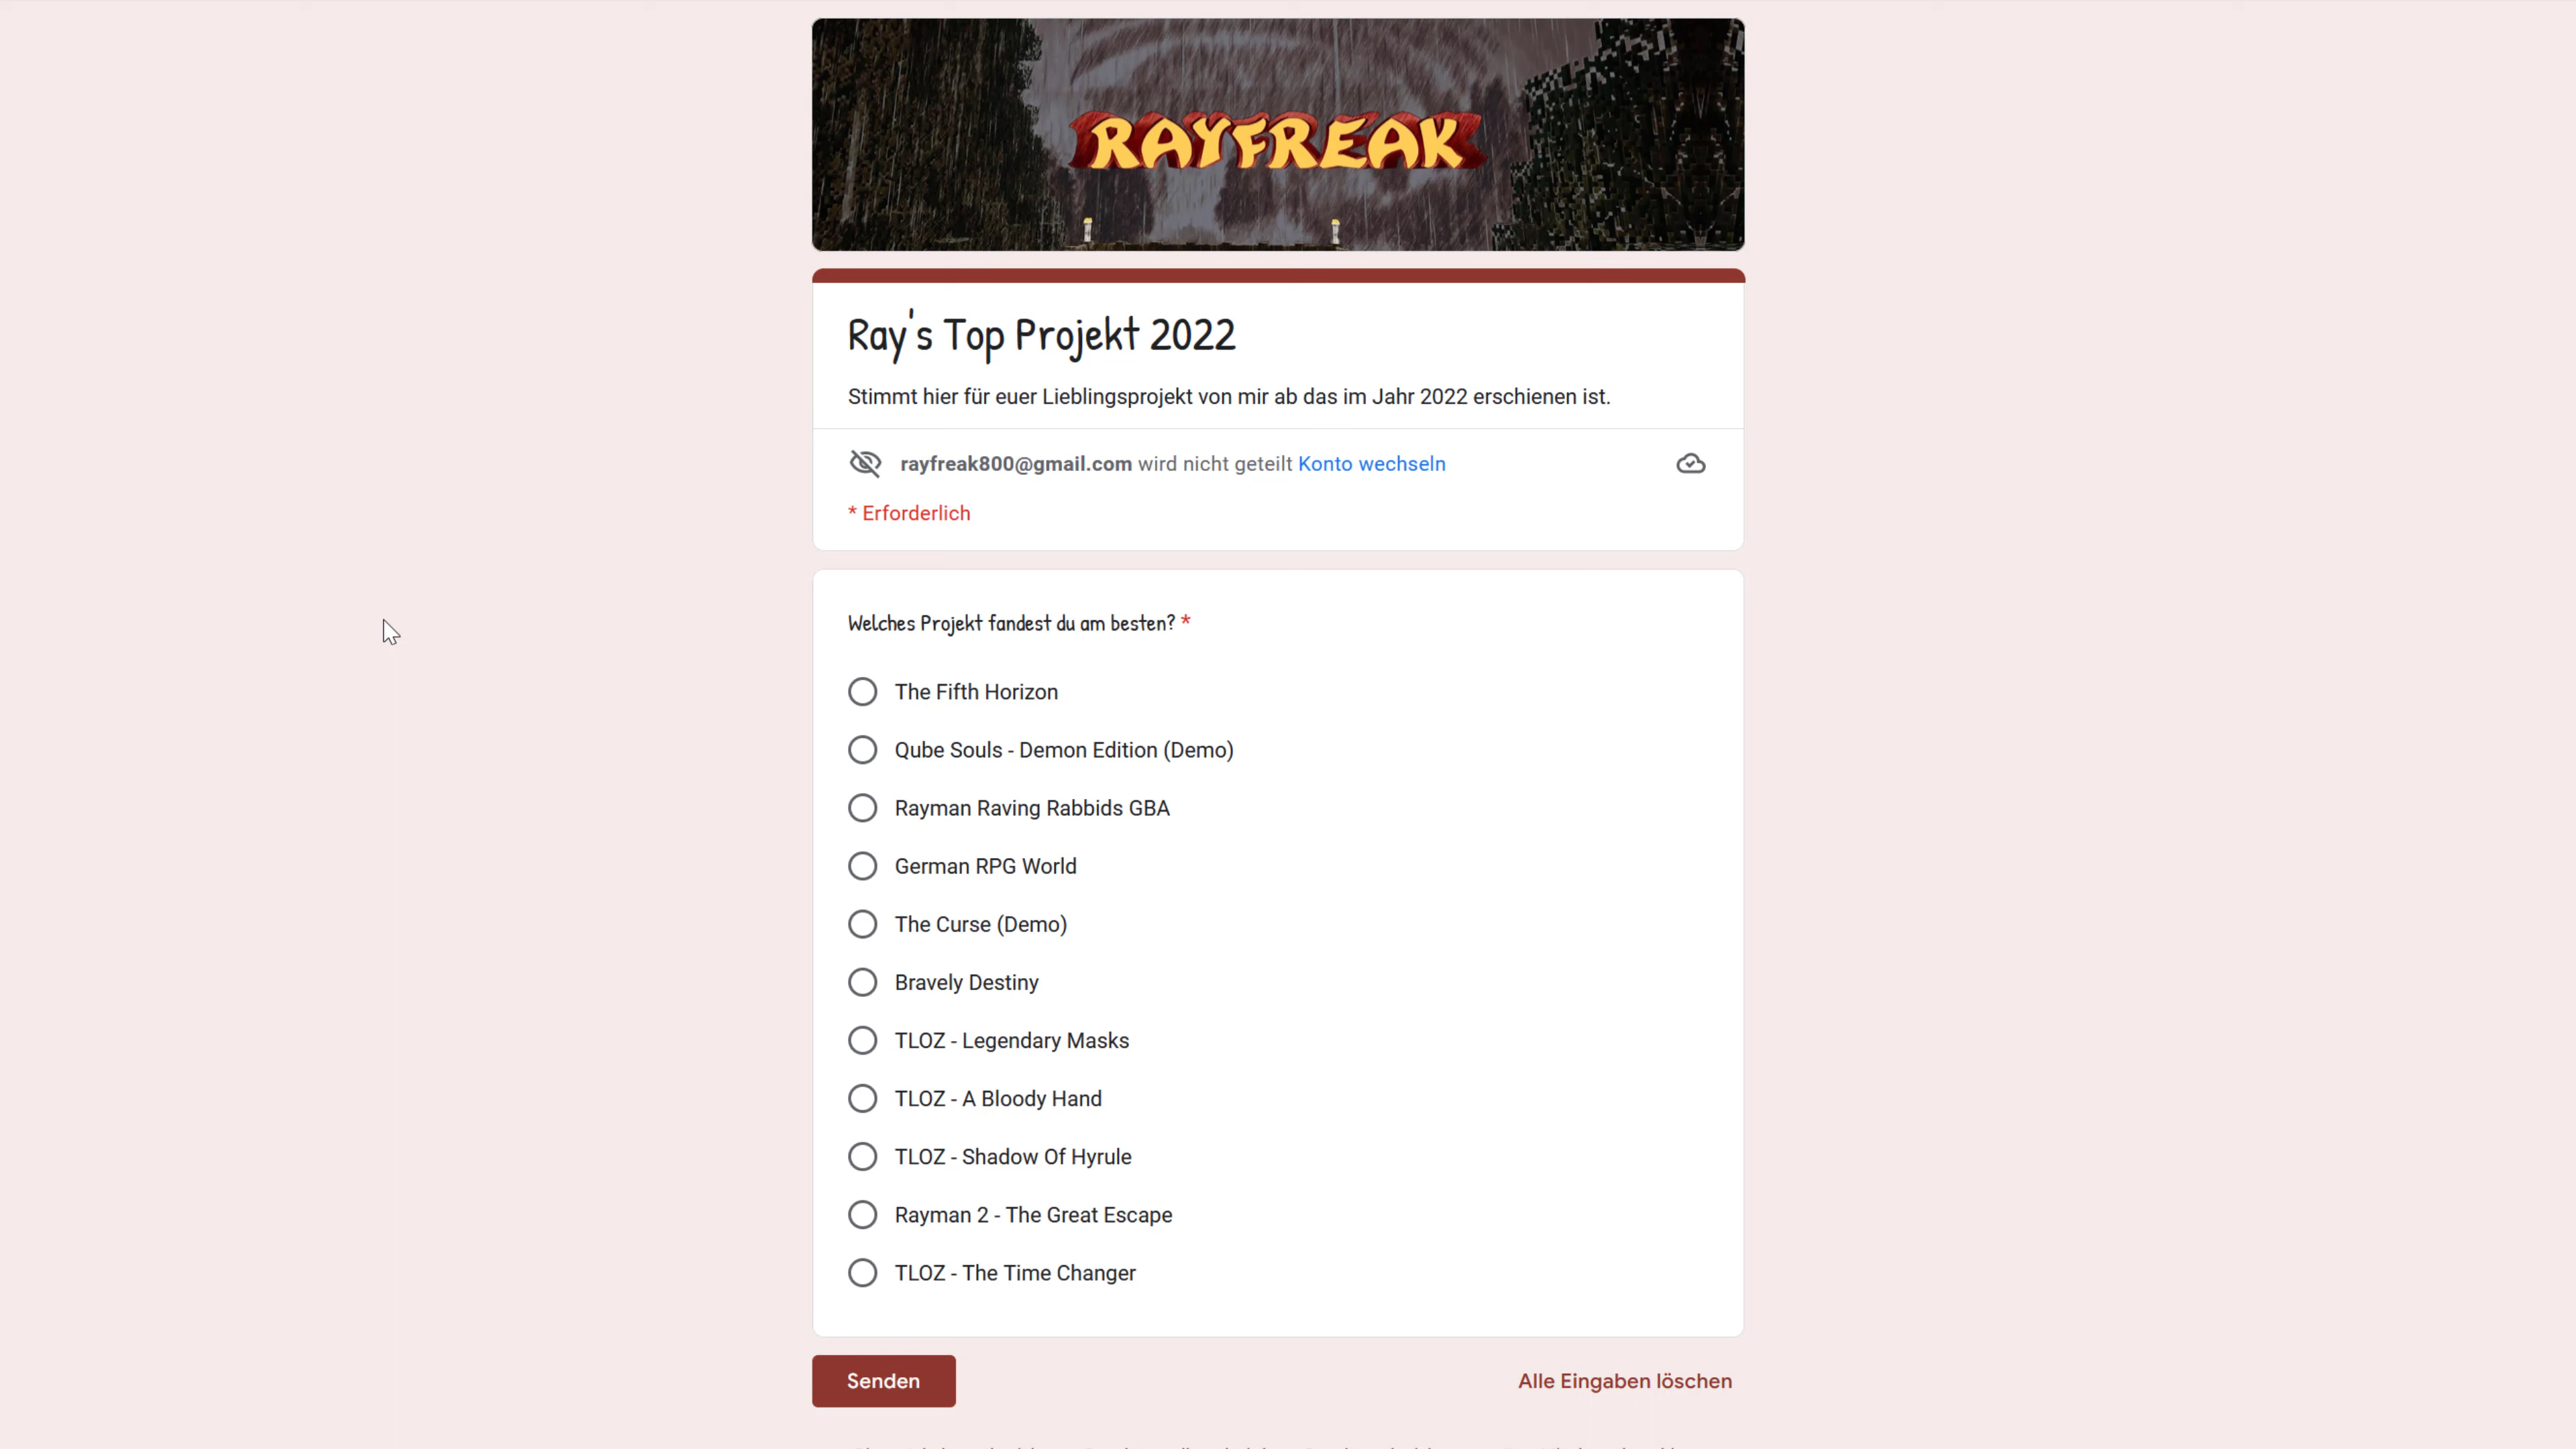 RAYFREAK
Ray's Top Projekt 2022
Stimmt hier für euer Lieblingsprojekt von mir ab das im Jahr 2022 erschienen ist.
rayfreak800@gmail.com wird nicht geteilt Konto wechseln
* Erforderlich
Welches Projekt fandest du am besten? *
The Fifth Horizon
Qube Souls - Demon Edition (Demo)
Rayman Raving Rabbids GBA
German RPG World
The Curse (Demo)
Bravely Destiny
TLOZ - Legendary Masks
TLOZ - A Bloody Hand
TLOZ - Shadow Of Hyrule
Rayman 2 - The Great Escape
TLOZ - The Time Changer
Senden
Alle Eingaben löschen